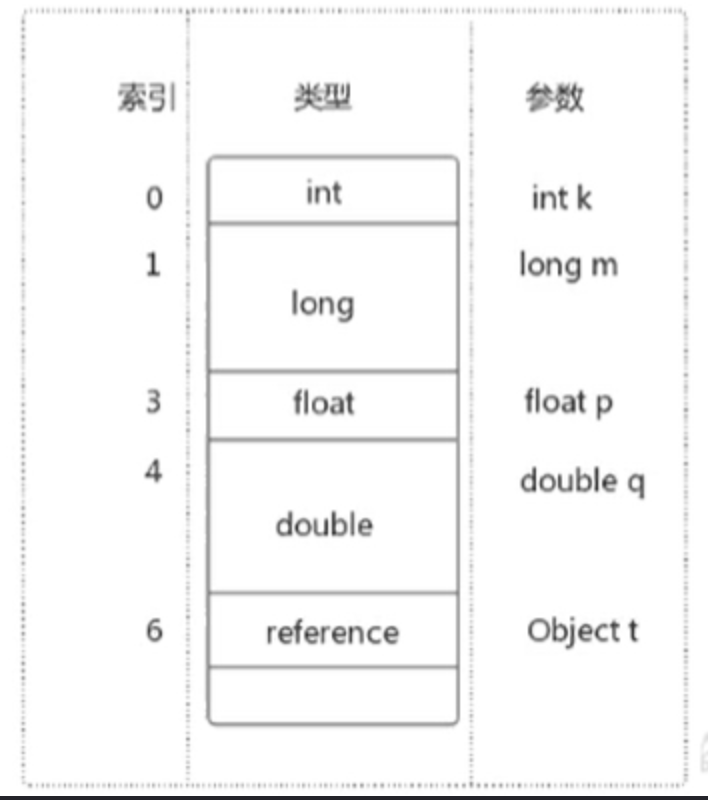 索引 类型 参数
0 int int k
1 long m
long
3 float float p
4 double q
double
6 reference Object t